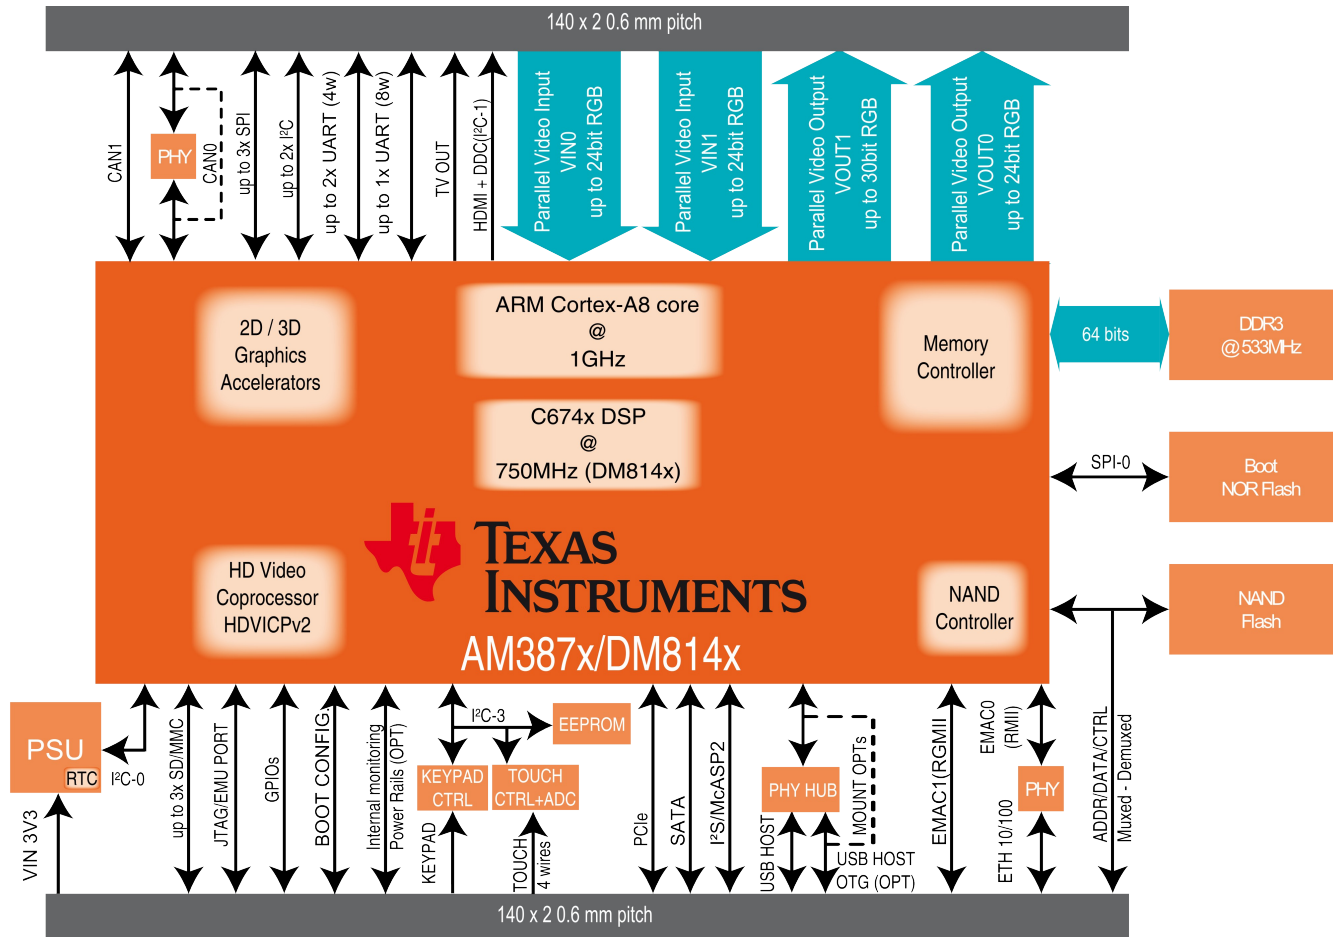 140 x 2 0.6 mm pitch
CAN1
PHY
CAN0
up to 3x SPI
up to 2x I²C
up to 2x UART (4w)
up to 1x UART (8w)
TV OUT
HDMI + DDC(I²C-1)
Parallel Video Input
VIN0
up to 24bit RGB
Parallel Video Input
VIN1
up to 24bit RGB
Parallel Video Output
VOUT1
up to 30bit RGB
Parallel Video Output
VOUT0
up to 24bit RGB
2D / 3D
Graphics
Accelerators
ARM Cortex-A8 core
@
1GHz
Memory
Controller
64 bits
DDR3
@ 533MHz
C674x DSP
@
750MHz (DM814x)
SPI-0
Boot
NOR Flash
TEXAS
INSTRUMENTS
HD Video
Coprocessor
HDVICPv2
NAND
Controller
NAND
Flash
AM387x/DM814x
PSU
RTC
I²C-0
VIN 3V3
up to 3x SD/MMC
JTAG/EMU PORT
GPIOs
BOOT CONFIG.
Internal monitoring
Power Rails (OPT)
I²C-3
EEPROM
KEYPAD
CTRL
TOUCH
CTRL+ADC
KEYPAD
TOUCH
4 wires
PCIe
SATA
I²S/McASP2
PHY HUB
MOUNT OPTs
USB HOST
USB HOST
OTG (OPT)
EMAC1(RGMII)
EMAC0
(RMII)
PHY
ETH 10/100
ADDR/DATA/CTRL
Muxed - Demuxed
140 x 2 0.6 mm pitch